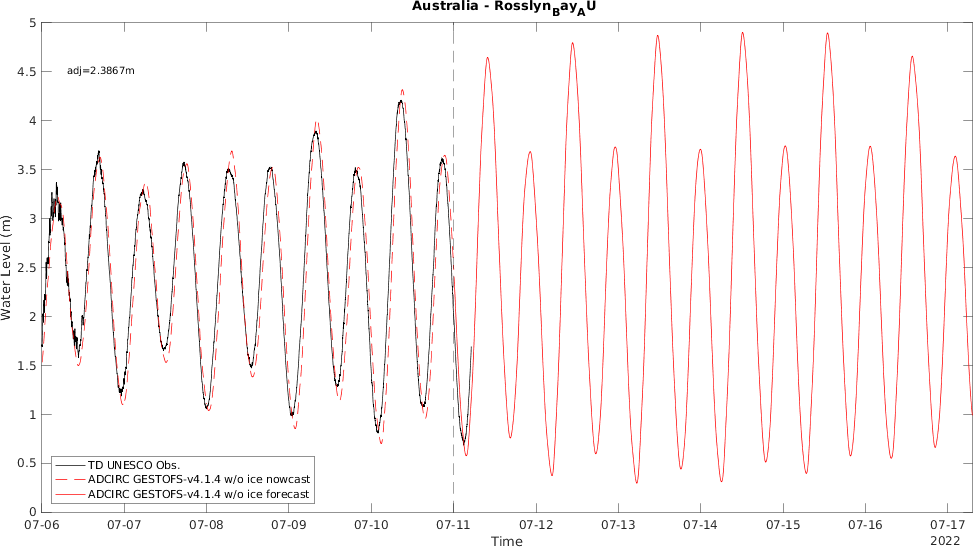 Australia - Rosslyn_Bay_AU
5
4.5
4
3.5
3
2.5
2
1.5
1
0.5
0
Water Level (m)
adj=2.3867m
TD UNESCO Obs.
ADCIRC GESTOFS-v4.1.4 w/o ice nowcast
ADCIRC GESTOFS-v4.1.4 w/o ice forecast
07-06 07-07 07-08 07-09 07-10 07-11 07-12 07-13 07-14 07-15 07-16 07-17
Time
2022